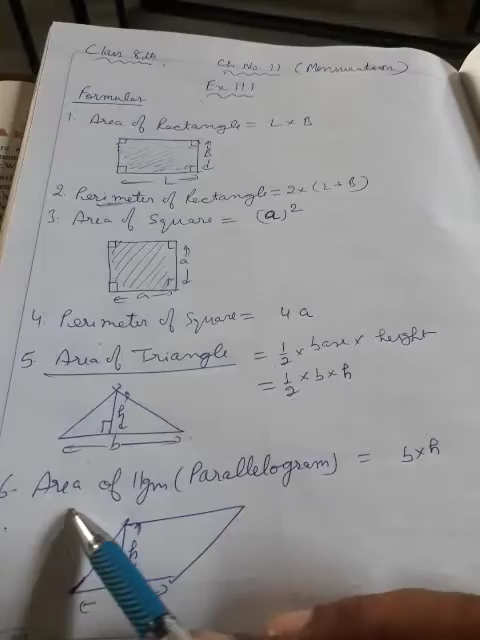 Class 8th
Ch No 11 (Mensuration)
Ex 11.1
Formulas
1. Area of Rectangle = L × B
B
L
2. Perimeter of Rectangle = 2 × (L + B)
3. Area of Square = (a)²
a
a
4. Perimeter of Square = 4 a
5. Area of Triangle = 1/2 × base × height
= 1/2 × b × h
h
b
6. Area of ||gm (Parallelogram) = b × h
h